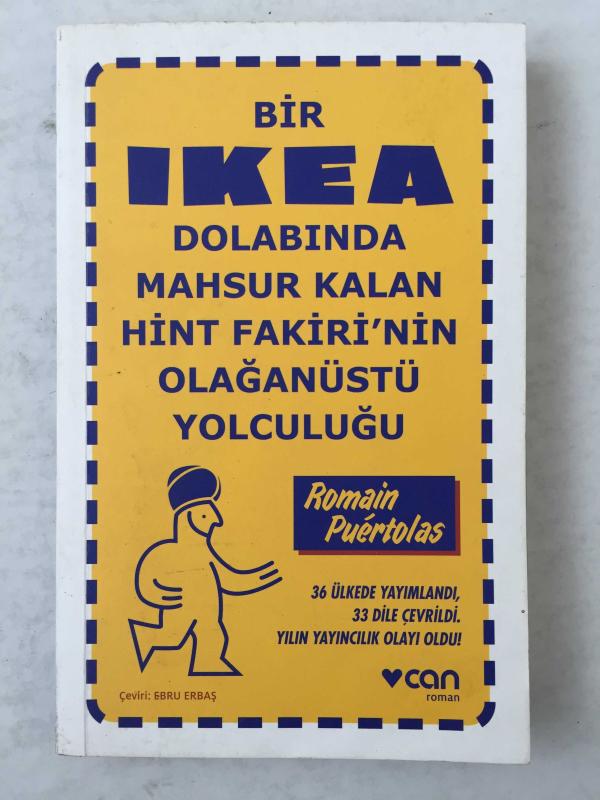 BİR
IKEA
DOLABINDA
MAHSUR KALAN
HİNT FAKİRİ’NİN
OLAĞANÜSTÜ
YOLCULUĞU
Romain
Puértolas
36 ÜLKEDE YAYIMLANDI,
33 DİLE ÇEVRİLDİ.
YILIN YAYINCILIK OLAYI OLDU!
can
roman
Çeviri: EBRU ERBAŞ